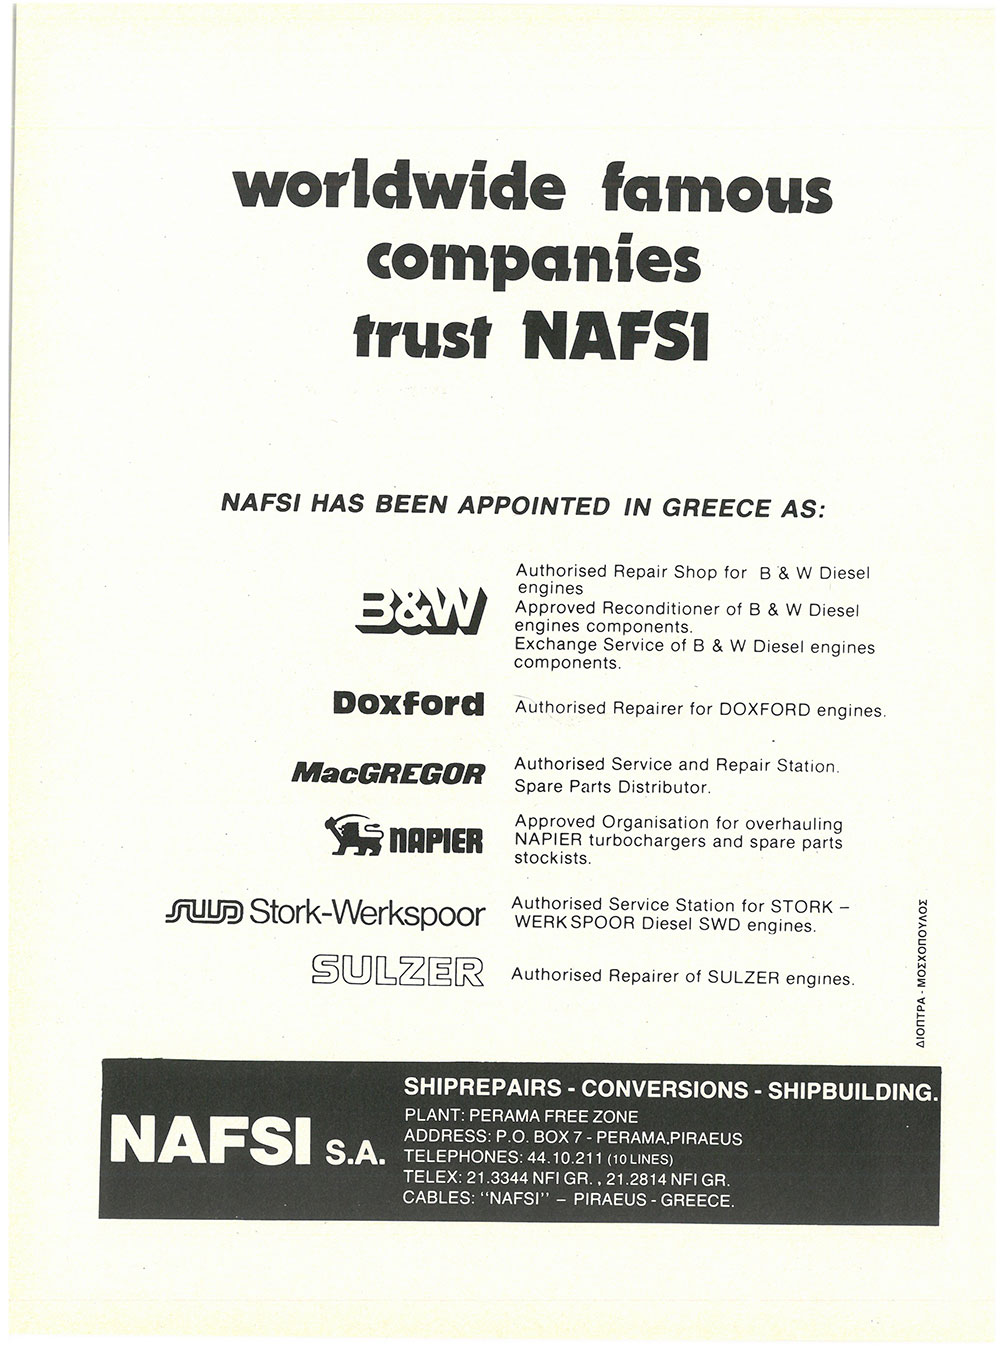 worldwide famous
companies
trust NAFSI
NAFSI HAS BEEN APPOINTED IN GREECE AS:
B&W
Authorised Repair Shop for B & W Diesel
engines
Approved Reconditioner of B & W Diesel
engines components.
Exchange Service of B & W Diesel engines
components.
Doxford
Authorised Repairer for DOXFORD engines.
MacGREGOR
Authorised Service and Repair Station.
Spare Parts Distributor.
NAPIER
Approved Organisation for overhauling
NAPIER turbochargers and spare parts
stockists.
SWD Stork-Werkspoor
Authorised Service Station for STORK –
WERKSPOOR Diesel SWD engines.
SULZER
Authorised Repairer of SULZER engines.
ΔΙΟΠΤΡΑ - ΜΟΣΧΟΠΟΥΛΟΣ
NAFSI S.A.
SHIPREPAIRS - CONVERSIONS - SHIPBUILDING.
PLANT: PERAMA FREE ZONE
ADDRESS: P.O. BOX 7 - PERAMA,PIRAEUS
TELEPHONES: 44.10.211 (10 LINES)
TELEX: 21.3344 NFI GR. , 21.2814 NFI GR.
CABLES: "NAFSI" – PIRAEUS - GREECE.